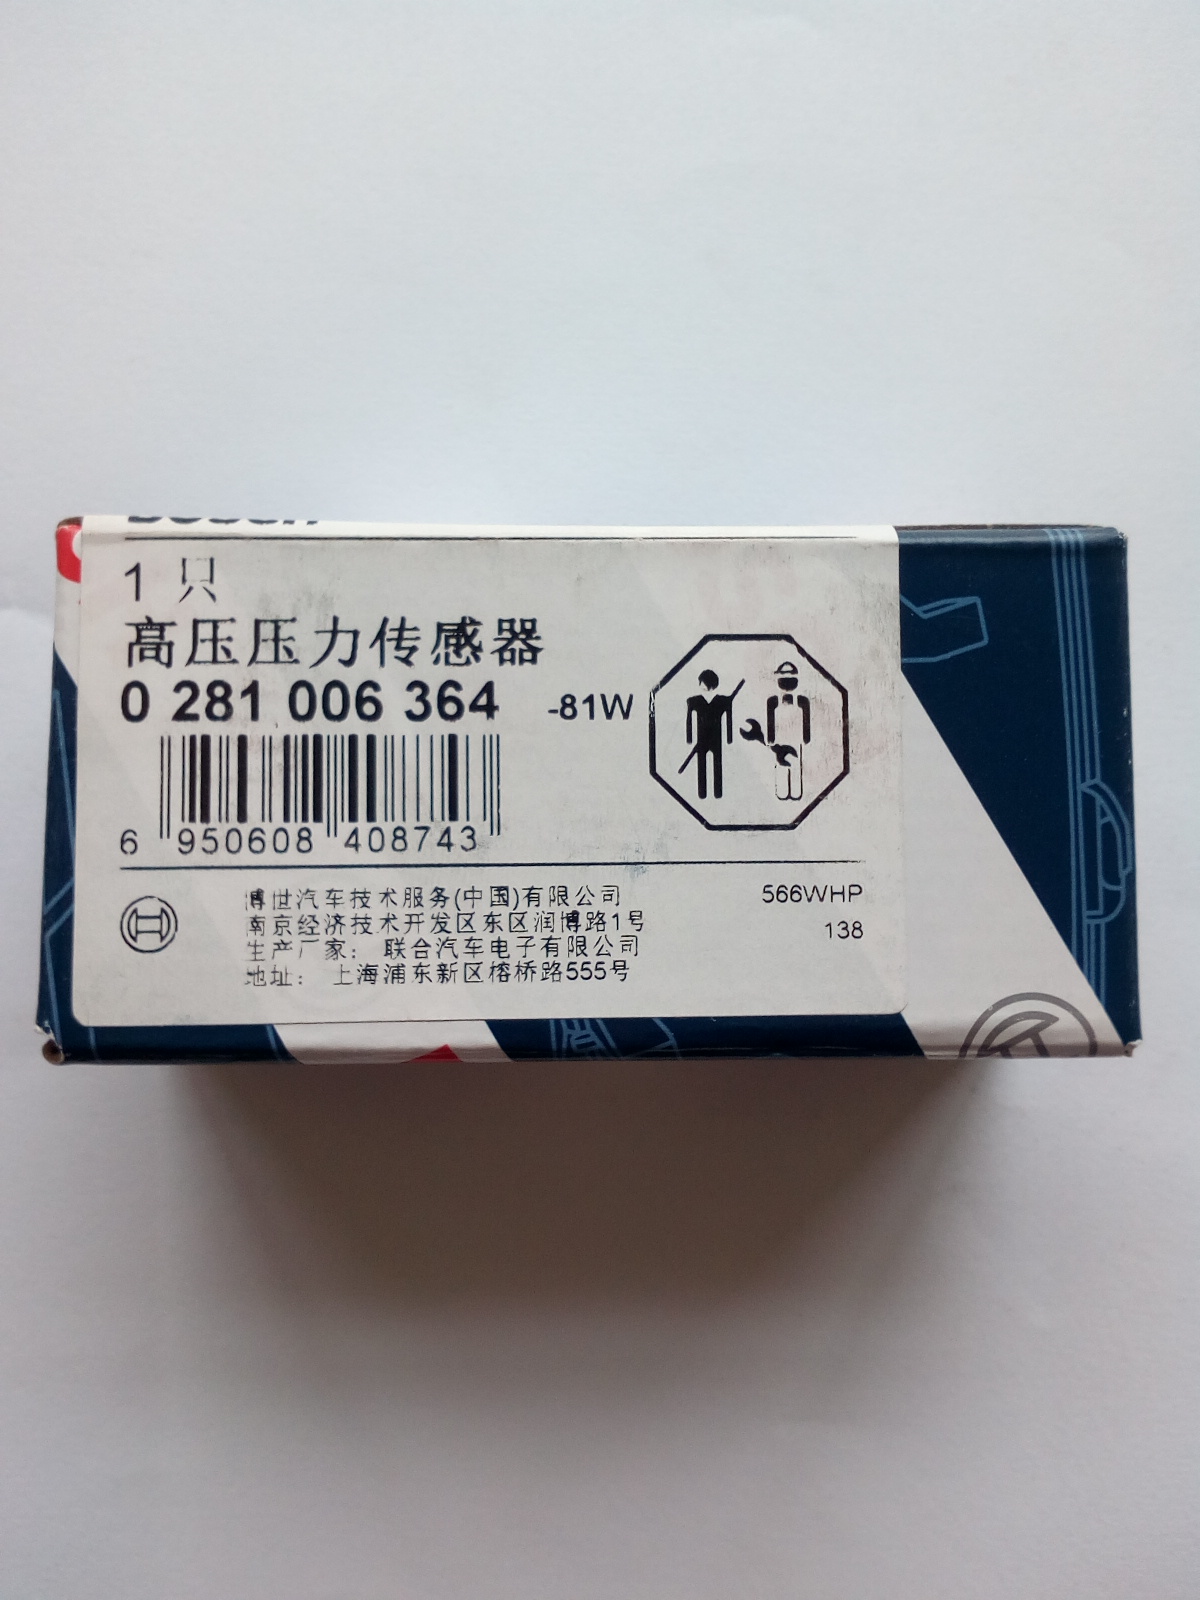 1 只
高压压力传感器
0 281 006 364 -81W
6 950608 408743
博世汽车技术服务(中国)有限公司 566WHP
南京经济技术开发区东区润博路1号 138
生产厂家： 联合汽车电子有限公司
地址： 上海浦东新区榕桥路555号